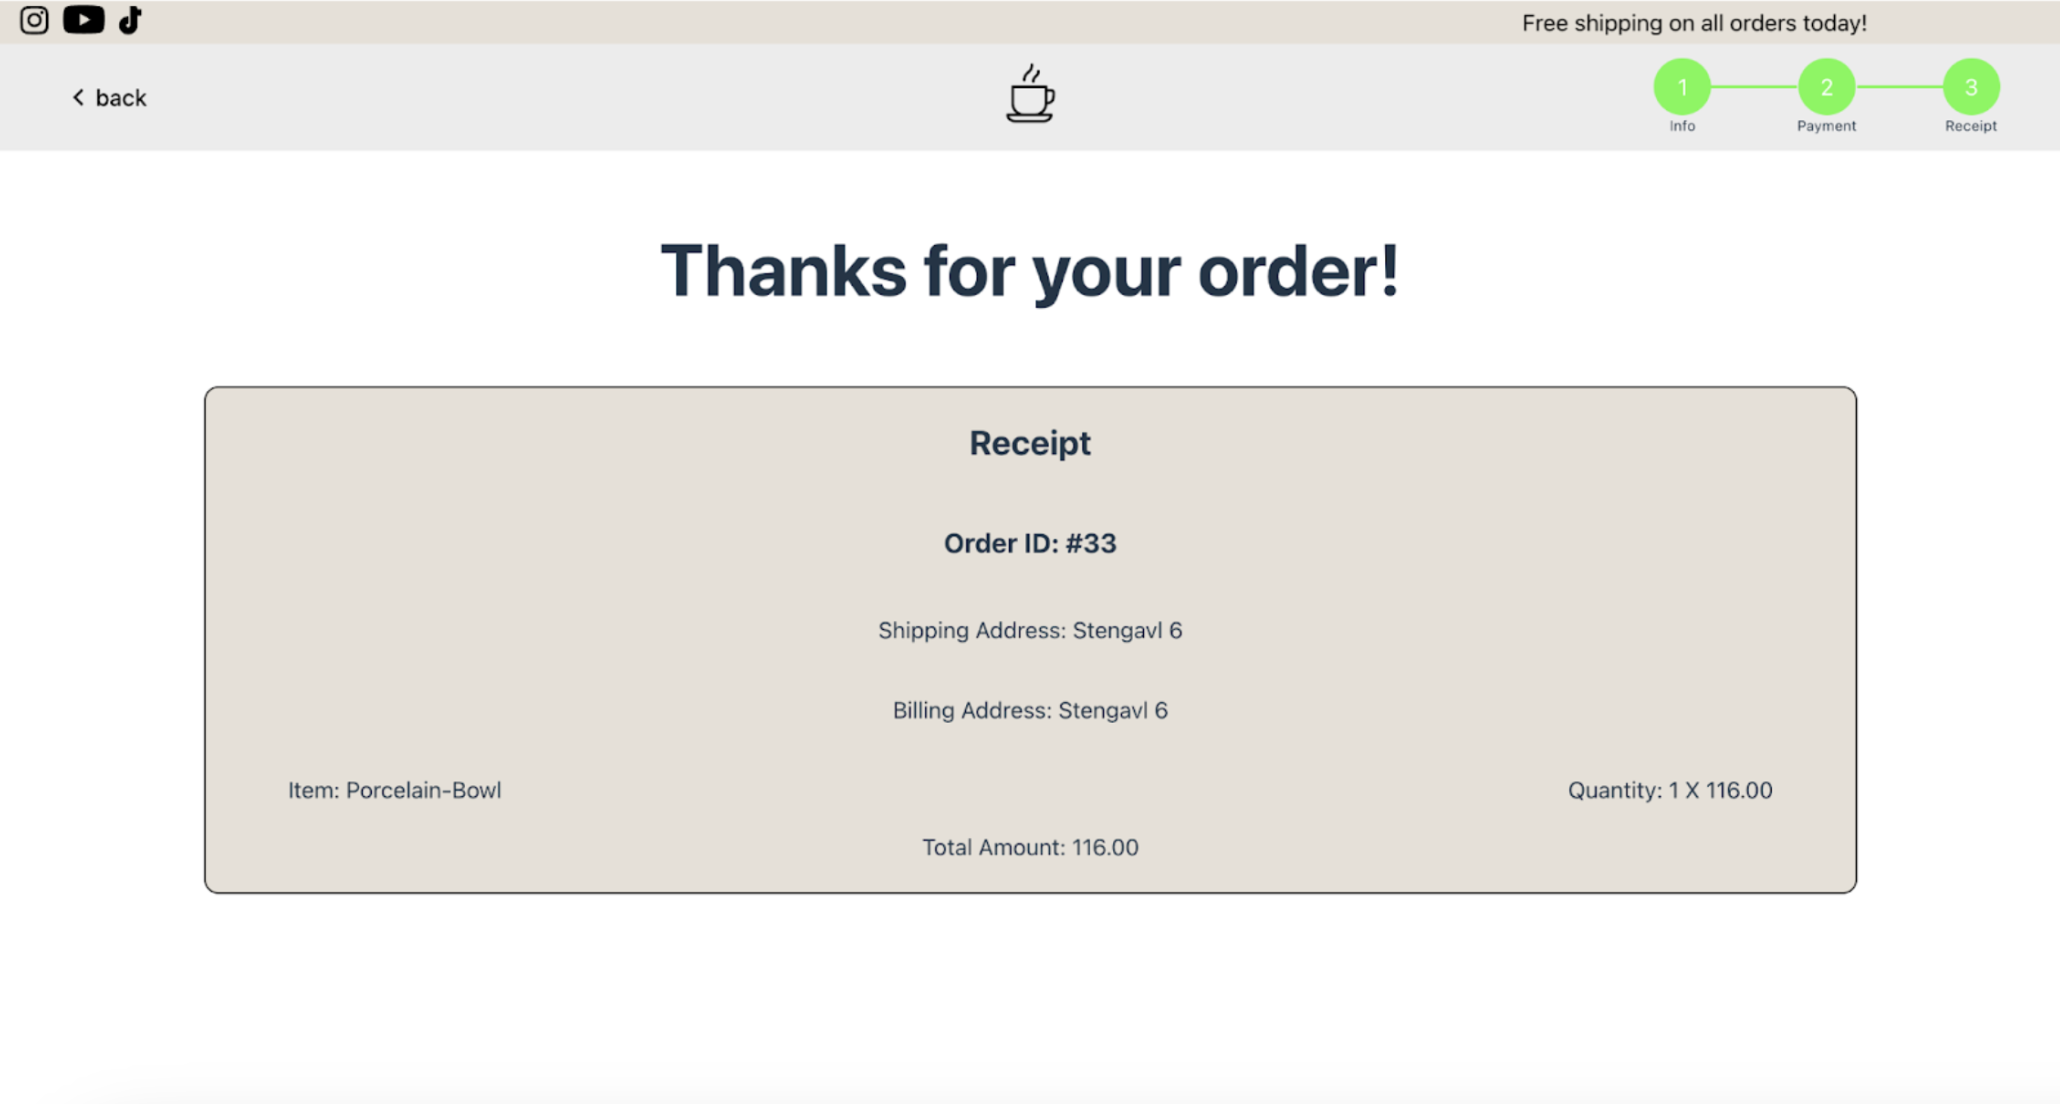 Free shipping on all orders today!
back
1 2 3
Info Payment Receipt
Thanks for your order!
Receipt
Order ID: #33
Shipping Address: Stengavl 6
Billing Address: Stengavl 6
Item: Porcelain-Bowl Quantity: 1 X 116.00
Total Amount: 116.00